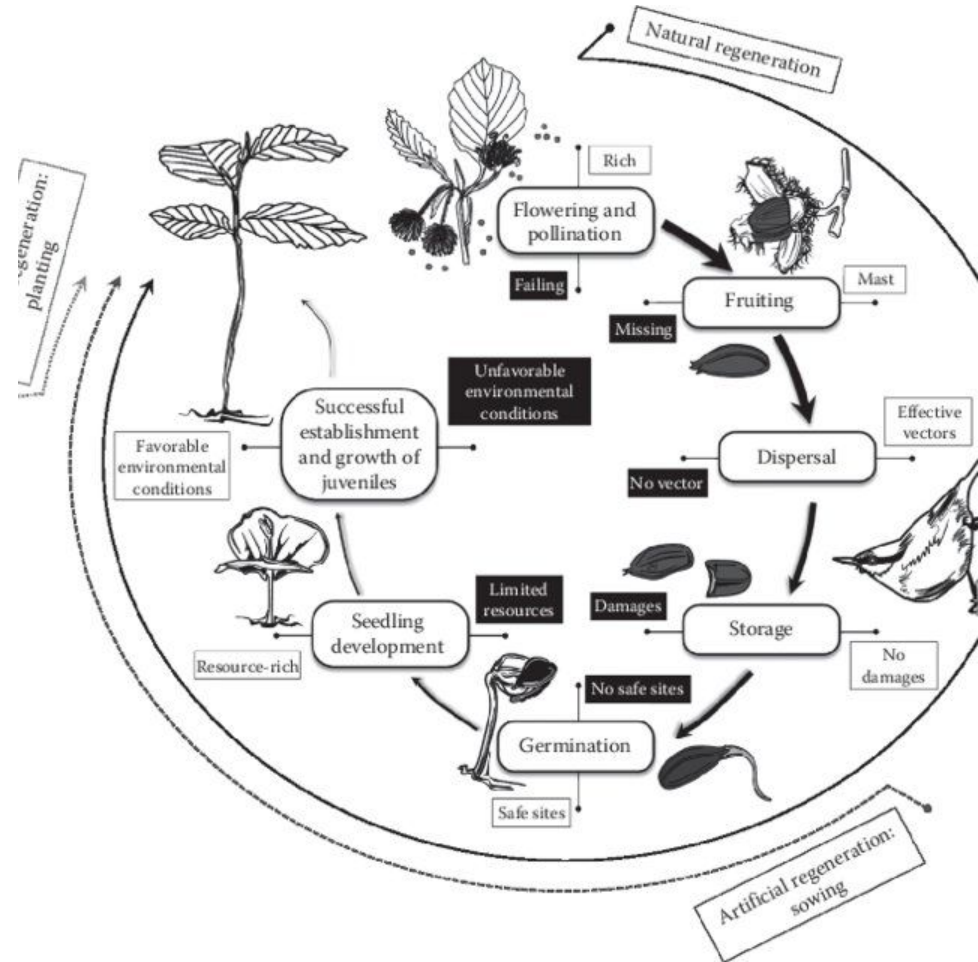 Natural regeneration
Rich
Flowering and
pollination
Failing
Mast
Fruiting
Missing
Effective
vectors
Dispersal
No vector
Damages
Storage
No
damages
No safe sites
Germination
Safe sites
Limited
resources
Seedling
development
Resource-rich
Unfavorable
environmental
conditions
Successful
establishment
and growth of
juveniles
Favorable
environmental
conditions
Artificial regeneration:
sowing
generation:
planting